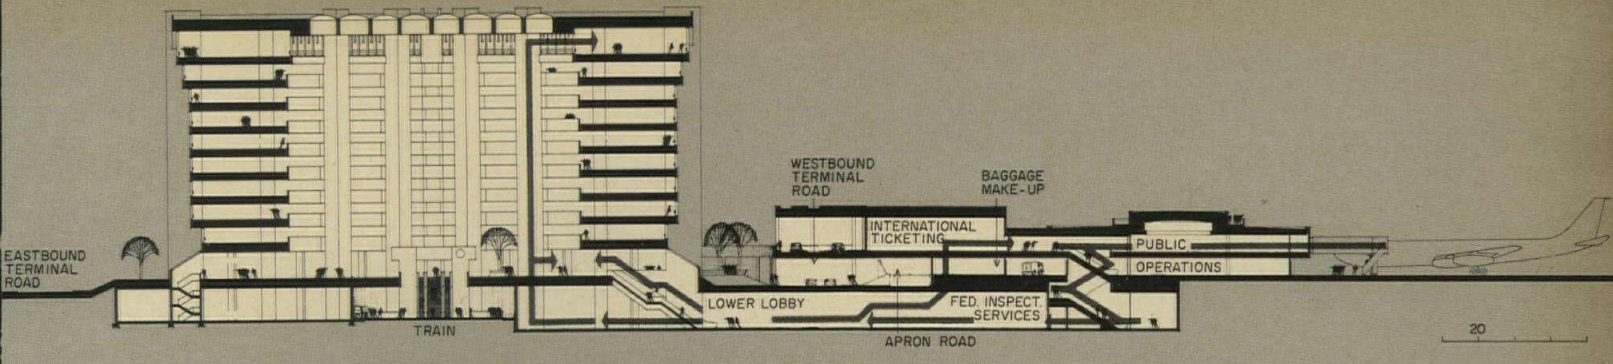 EASTBOUND
TERMINAL
ROAD
TRAIN
LOWER LOBBY
WESTBOUND
TERMINAL
ROAD
BAGGAGE
MAKE-UP
INTERNATIONAL
TICKETING
PUBLIC
OPERATIONS
FED. INSPECT.
SERVICES
APRON ROAD
20